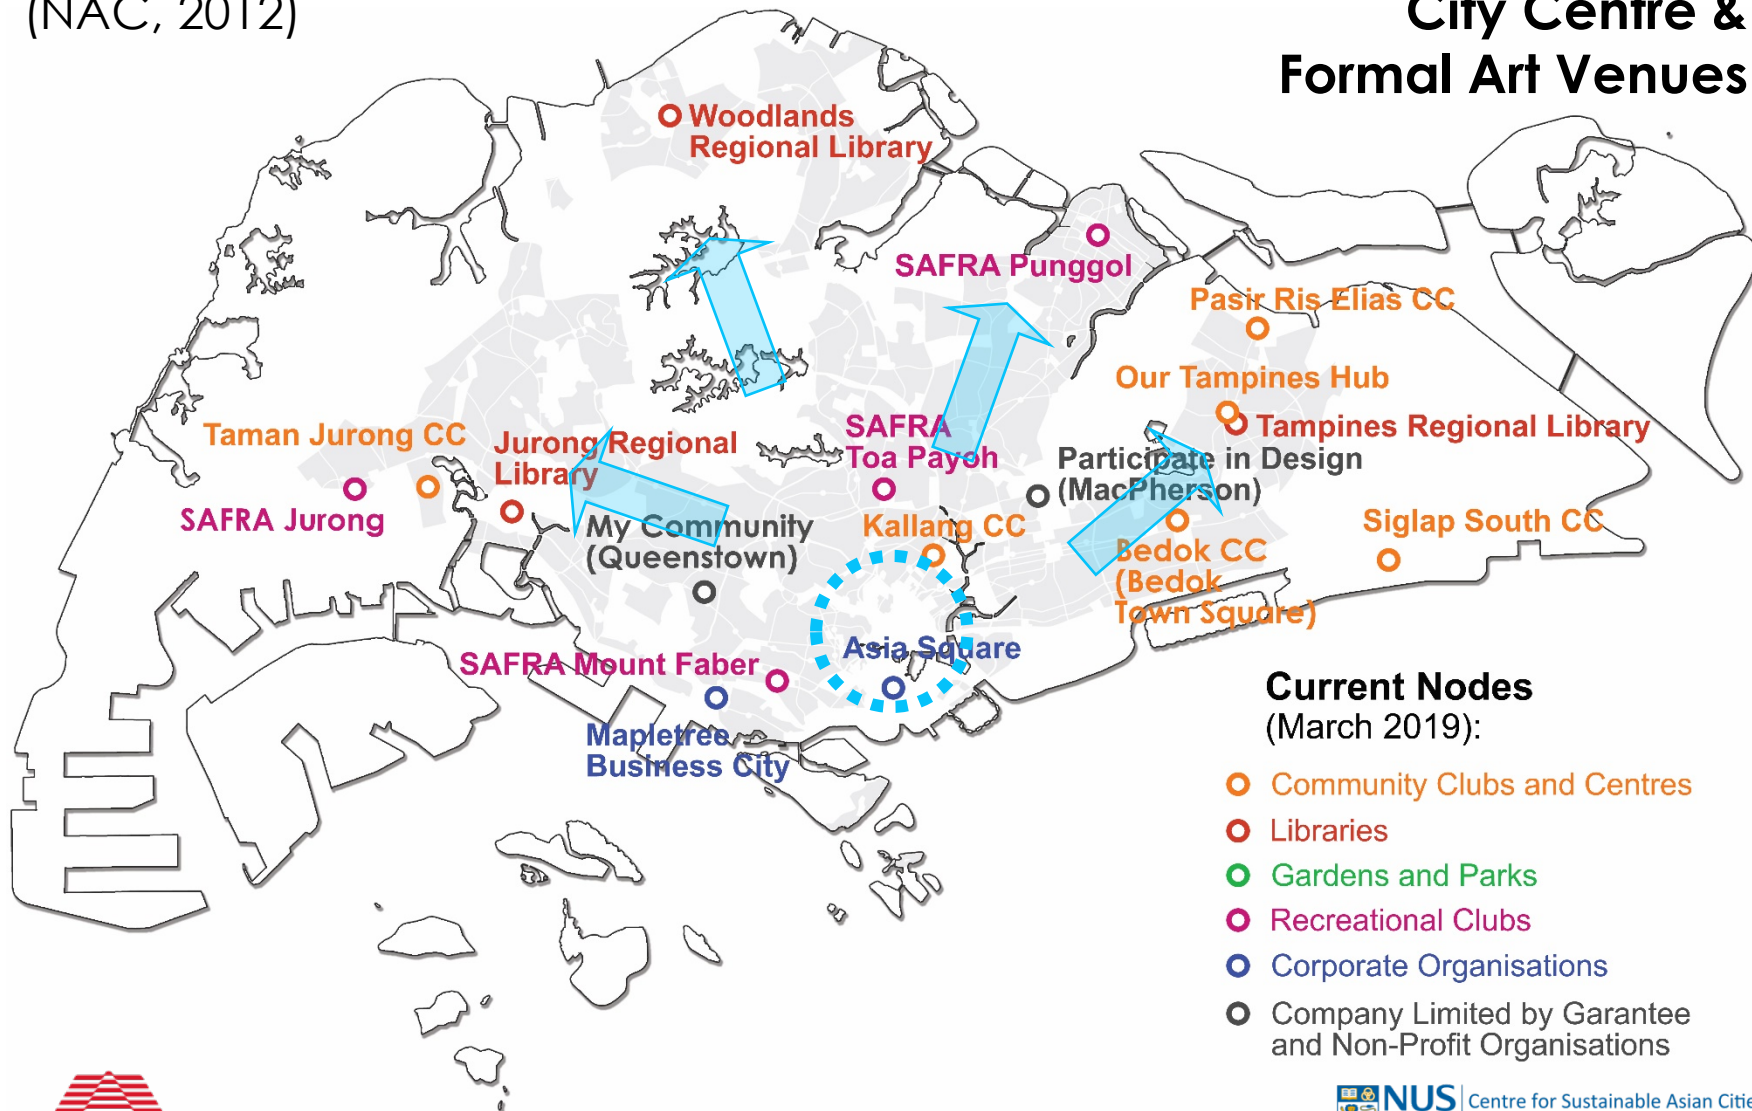 (NAC, 2012)
City Centre &
Formal Art Venues
Woodlands
Regional Library
SAFRA Punggol
Pasir Ris Elias CC
Our Tampines Hub
Tampines Regional Library
Taman Jurong CC
Jurong Regional
Library
SAFRA Jurong
SAFRA
Toa Payoh
Participate in Design
(MacPherson)
My Community
(Queenstown)
Kallang CC
Bedok CC
(Bedok
Town Square)
Siglap South CC
Asia Square
SAFRA Mount Faber
Mapletree
Business City
Current Nodes
(March 2019):
Community Clubs and Centres
Libraries
Gardens and Parks
Recreational Clubs
Corporate Organisations
Company Limited by Garantee
and Non-Profit Organisations
NUS Centre for Sustainable Asian Citie